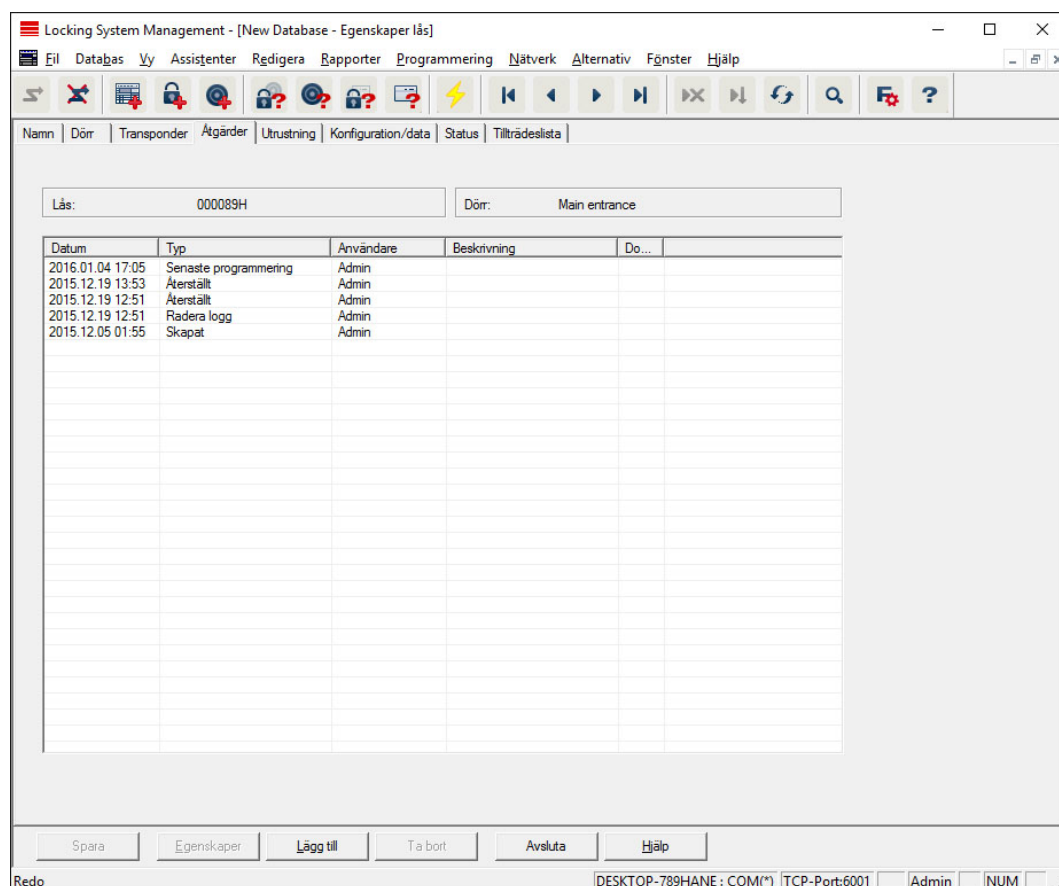 Locking System Management - [New Database - Egenskaper lås]
Fil Databas Vy Assistenter Redigera Rapporter Programmering Nätverk Alternativ Fönster Hjälp
Namn Dörr Transponder Åtgärder Utrustning Konfiguration/data Status Tillträdeslista
Lås: 000089H Dörr: Main entrance
Datum Typ Användare Beskrivning Do...
2016.01.04 17:05 Senaste programmering Admin
2015.12.19 13:53 Återställt Admin
2015.12.19 12:51 Återställt Admin
2015.12.19 12:51 Radera logg Admin
2015.12.05 01:55 Skapat Admin
Spara Egenskaper Lägg till Ta bort Avsluta Hjälp
Redo DESKTOP-789HANE : COM(*) TCP-Port:6001 Admin NUM